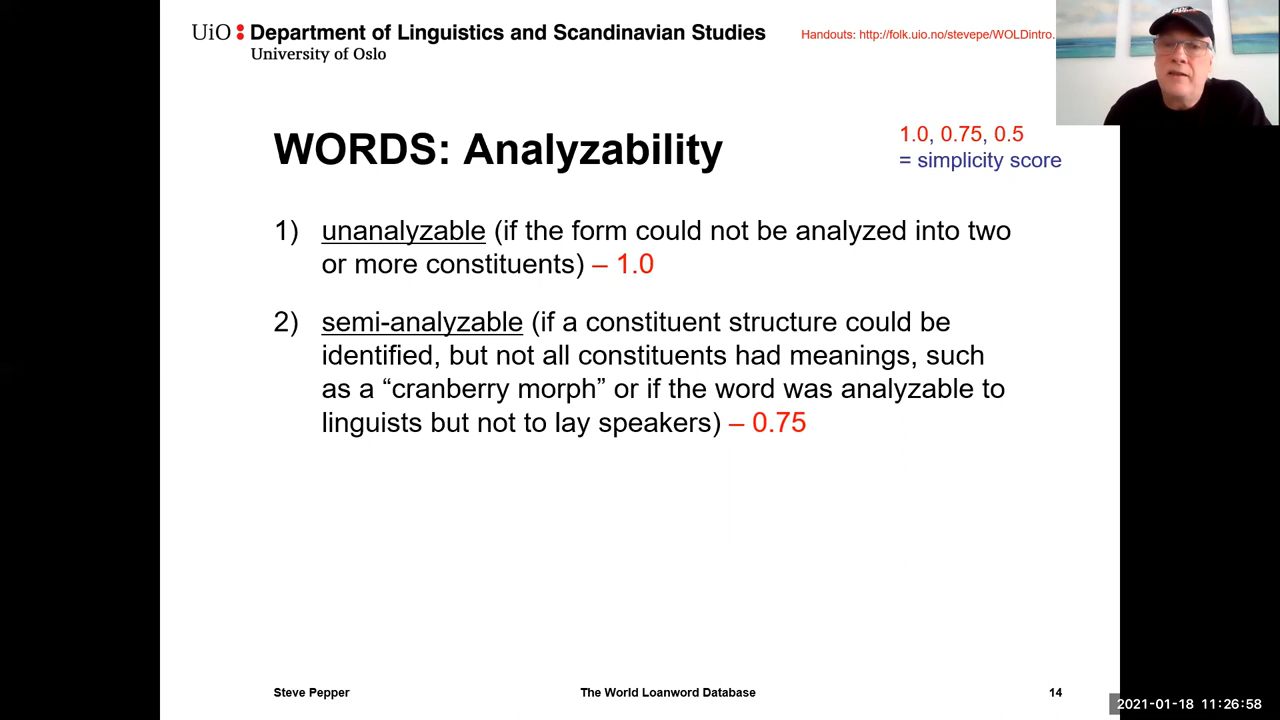 UiO : Department of Linguistics and Scandinavian Studies
University of Oslo
Handouts: http://folk.uio.no/stevepe/WOLDintro.
WORDS: Analyzability
1.0, 0.75, 0.5
= simplicity score
1) unanalyzable (if the form could not be analyzed into two
or more constituents) – 1.0
2) semi-analyzable (if a constituent structure could be
identified, but not all constituents had meanings, such
as a “cranberry morph” or if the word was analyzable to
linguists but not to lay speakers) – 0.75
Steve Pepper
The World Loanword Database
14
2021-01-18 11:26:58